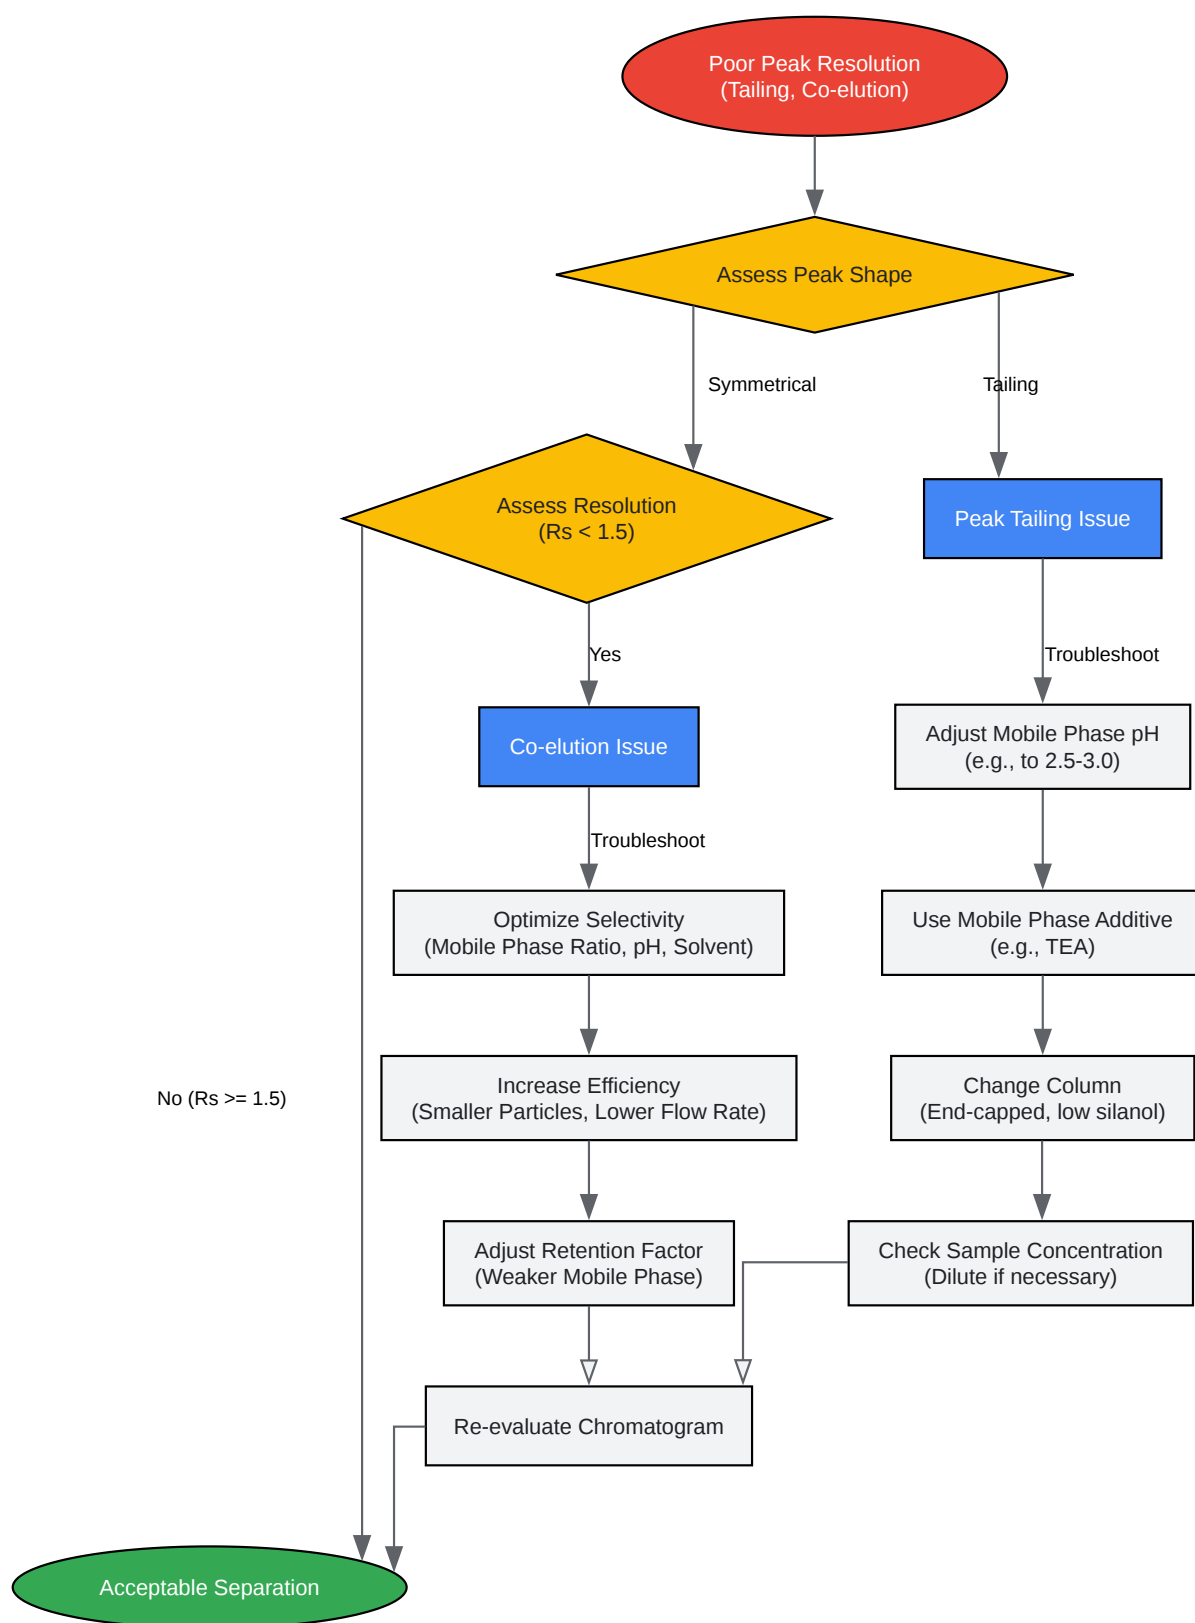 Poor Peak Resolution
(Tailing, Co-elution)
Assess Peak Shape
Symmetrical
Tailing
Assess Resolution
(Rs < 1.5)
Peak Tailing Issue
Yes
Troubleshoot
Co-elution Issue
Adjust Mobile Phase pH
(e.g., to 2.5-3.0)
Troubleshoot
Optimize Selectivity
(Mobile Phase Ratio, pH, Solvent)
Use Mobile Phase Additive
(e.g., TEA)
Increase Efficiency
(Smaller Particles, Lower Flow Rate)
Change Column
(End-capped, low silanol)
No (Rs >= 1.5)
Adjust Retention Factor
(Weaker Mobile Phase)
Check Sample Concentration
(Dilute if necessary)
Re-evaluate Chromatogram
Acceptable Separation